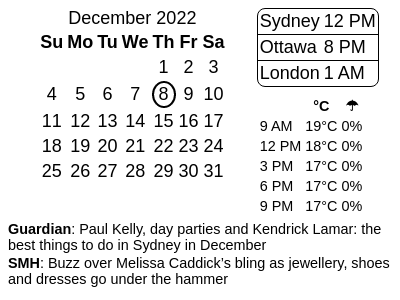 December 2022
Su Mo Tu We Th Fr Sa
1 2 3
4 5 6 7 8 9 10
11 12 13 14 15 16 17
18 19 20 21 22 23 24
25 26 27 28 29 30 31
Sydney 12 PM
Ottawa 8 PM
London 1 AM
°C ☂
9 AM 19°C 0%
12 PM 18°C 0%
3 PM 17°C 0%
6 PM 17°C 0%
9 PM 17°C 0%
Guardian: Paul Kelly, day parties and Kendrick Lamar: the
best things to do in Sydney in December
SMH: Buzz over Melissa Caddick’s bling as jewellery, shoes
and dresses go under the hammer